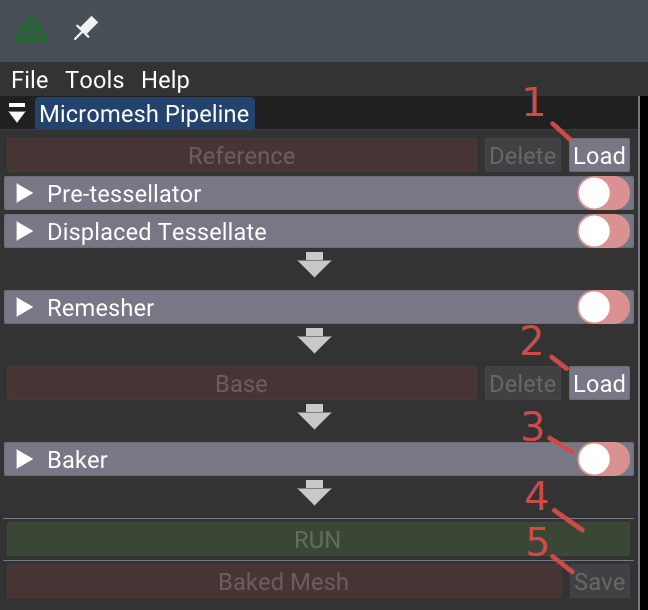 File Tools Help
Micromesh Pipeline
1
Reference Delete Load
Pre-tessellator
Displaced Tessellate
Remesher
2
Base Delete Load
3
Baker
4
RUN
5
Baked Mesh Save